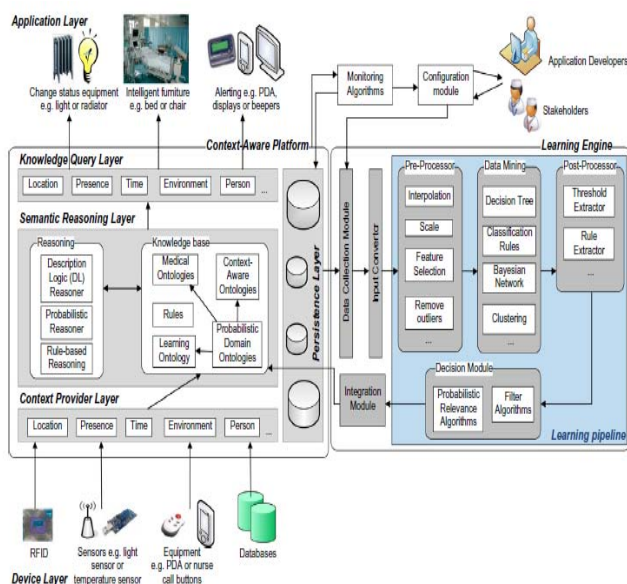 Application Layer
Change status equipment
e.g. light or radiator
Intelligent furniture
e.g. bed or chair
Alerting e.g. PDA,
displays or beepers
Monitoring
Algorithms
Configuration
module
Application Developers
Stakeholders
Context-Aware Platform
Knowledge Query Layer
Location
Presence
Time
Environment
Person
...
Semantic Reasoning Layer
Reasoning
Description
Logic (DL)
Reasoner
Probabilistic
Reasoner
Rule-based
Reasoning
Knowledge base
Medical
Ontologies
Context-
Aware
Ontologies
Rules
Learning
Ontology
Probabilistic
Domain
Ontologies
Context Provider Layer
Location
Presence
Time
Environment
Person
...
Persistence Layer
Learning Engine
Data Collection Module
Input Convertor
Pre-Processor
Interpolation
Scale
Feature
Selection
Remove
outliers
...
Data Mining
Decision Tree
Classification
Rules
Bayesian
Network
Clustering
...
Post-Processor
Threshold
Extractor
Rule
Extractor
...
Integration
Module
Decision Module
Probabilistic
Relevance
Algorithms
Filter
Algorithms
Learning pipeline
RFID
Sensors e.g. light
sensor or
temperature sensor
Equipment
e.g. PDA or nurse
call buttons
Databases
Device Layer